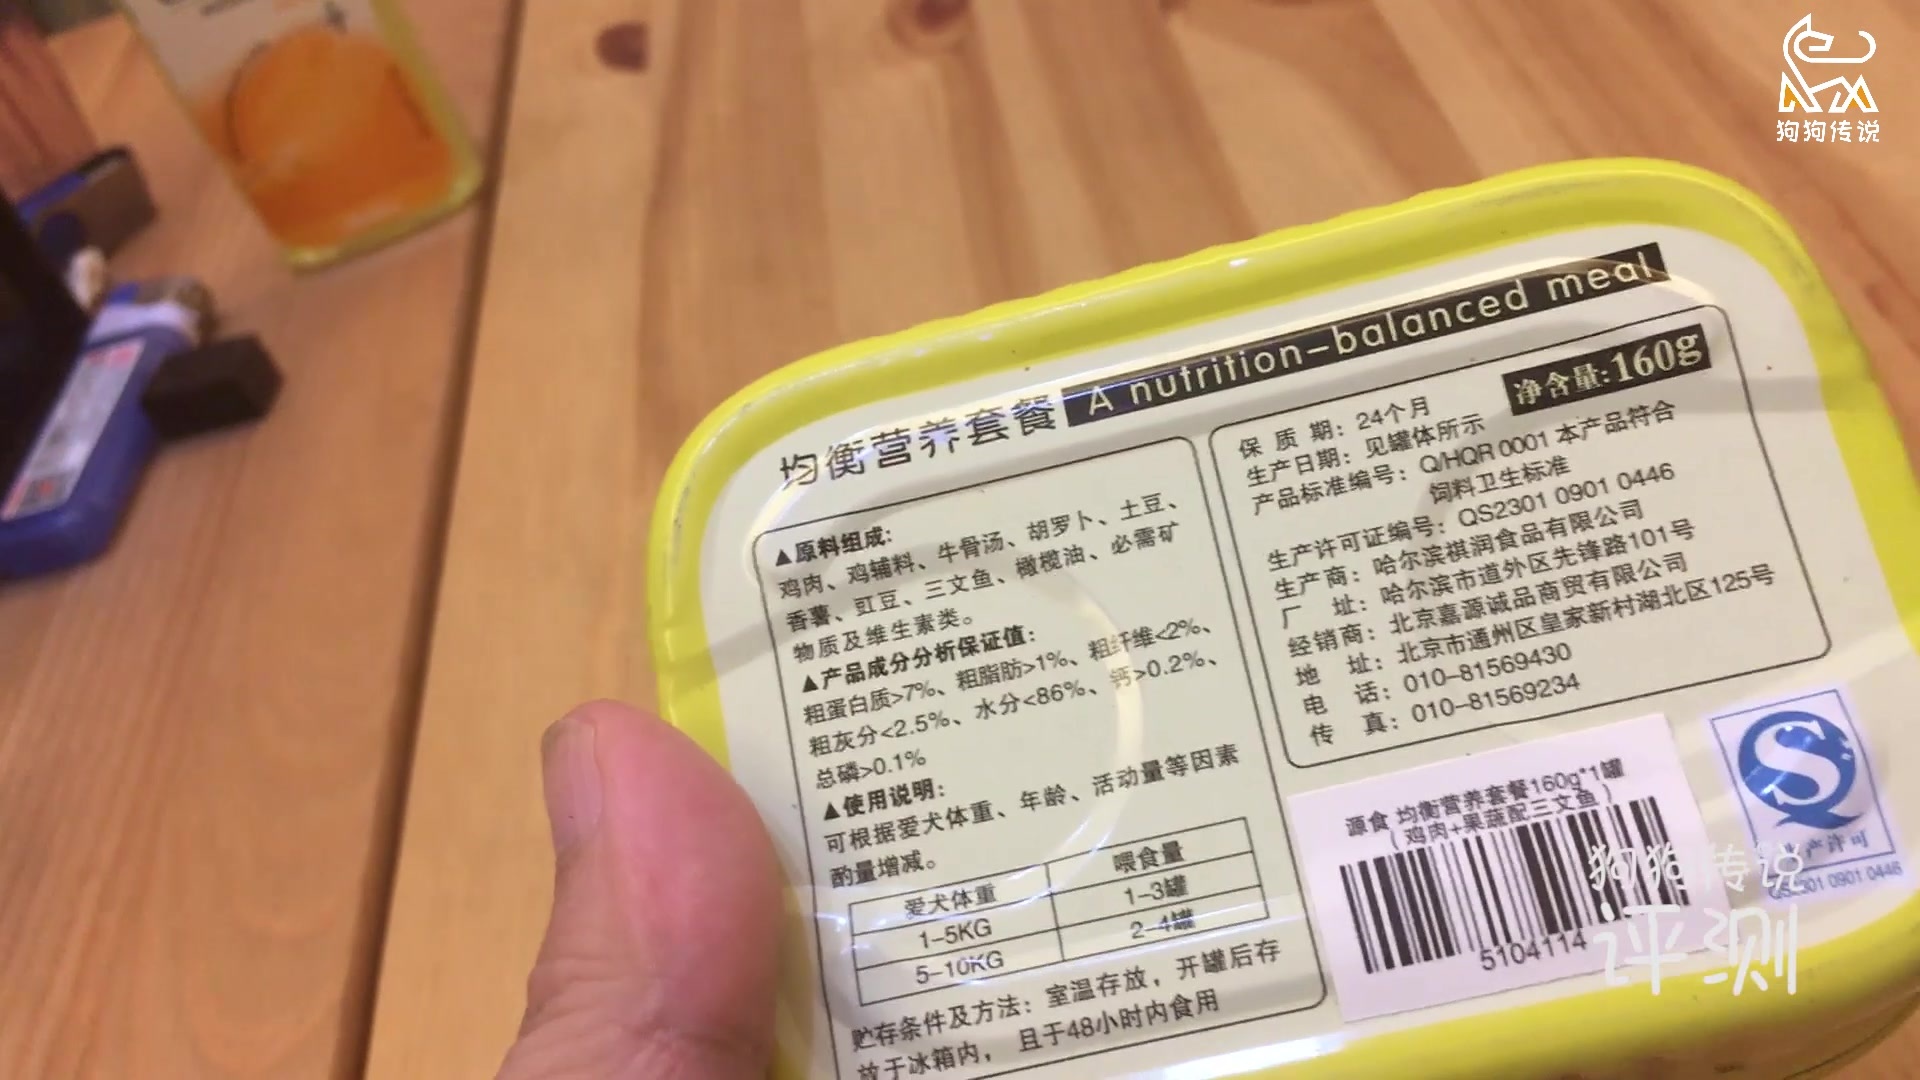 狗狗传说
均衡营养套餐 A nutrition-balanced meal
▲原料组成:
鸡肉、鸡辅料、牛骨汤、胡萝卜、土豆、
香薯、豇豆、三文鱼、橄榄油、必需矿
物质及维生素类。
▲产品成分分析保证值:
粗蛋白质>7%、粗脂肪>1%、粗纤维<2%、
粗灰分<2.5%、水分<86%、钙>0.2%、
总磷>0.1%
▲使用说明:
可根据爱犬体重、年龄、活动量等因素
酌量增减。
爱犬体重 喂食量
1-5KG 1-3罐
5-10KG 2-4罐
贮存条件及方法: 室温存放,开罐后存
放于冰箱内, 且于48小时内食用
净含量:160g
保 质 期: 24个月
生产日期: 见罐体所示
产品标准编号: Q/HQR 0001 本产品符合
饲料卫生标准
生产许可证编号: QS2301 0901 0446
生产商: 哈尔滨祺润食品有限公司
厂 址: 哈尔滨市道外区先锋路101号
经销商: 北京嘉源诚品商贸有限公司
地 址: 北京市通州区皇家新村湖北区125号
电 话: 010-81569430
传 真: 010-81569234
源食 均衡营养套餐160g*1罐
(鸡肉+果蔬配三文鱼)
5104114
产许可
QS2301 0901 0446
狗狗传说
评测